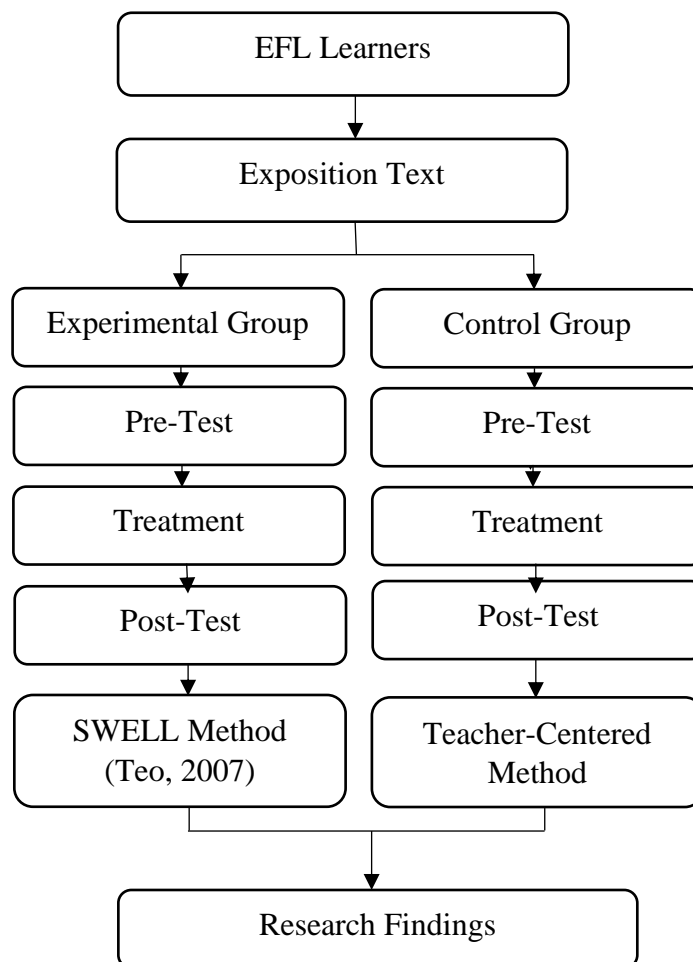 EFL Learners
Exposition Text
Experimental Group
Control Group
Pre-Test
Pre-Test
Treatment
Treatment
Post-Test
Post-Test
SWELL Method
(Teo, 2007)
Teacher-Centered
Method
Research Findings